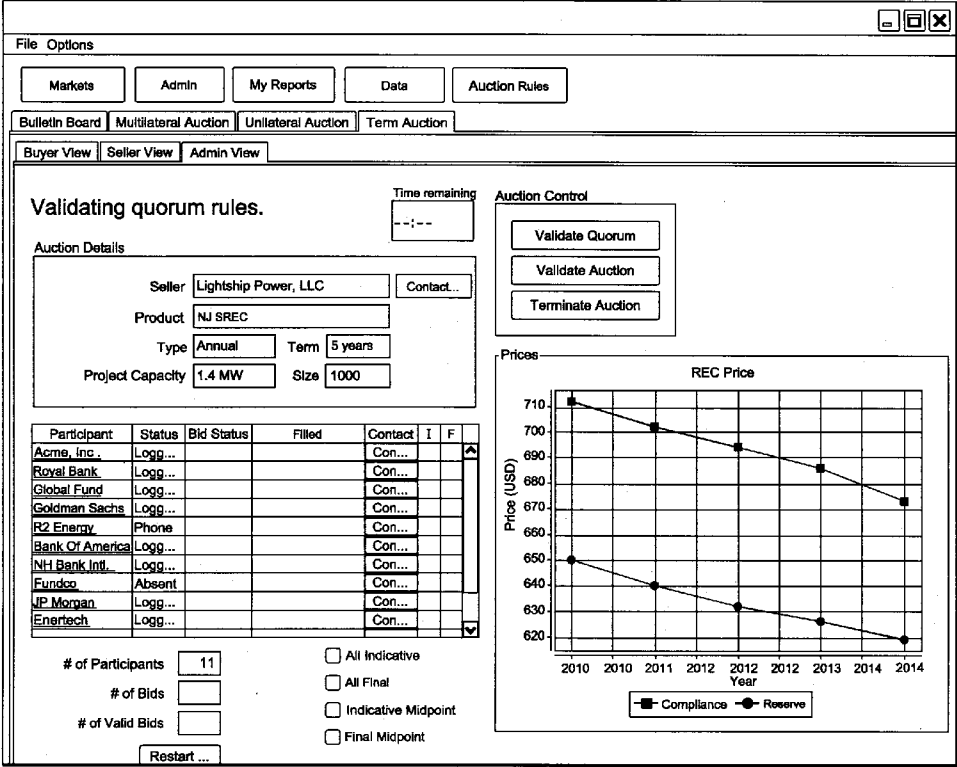 File Options
Markets Admin My Reports Data Auction Rules
Bulletin Board Multilateral Auction Unilateral Auction Term Auction
Buyer View Seller View Admin View
Validating quorum rules.
Time remaining
--:--
Auction Details
Seller Lightship Power, LLC Contact...
Product NJ SREC
Type Annual Term 5 years
Project Capacity 1.4 MW Size 1000
Auction Control
Validate Quorum
Validate Auction
Terminate Auction
Participant Status Bid Status Filled Contact I F
Acme, Inc. Logg... Con...
Royal Bank Logg... Con...
Global Fund Logg... Con...
Goldman Sachs Logg... Con...
R2 Energy Phone Con...
Bank Of America Logg... Con...
NH Bank Intl. Logg... Con...
Fundco Absent Con...
JP Morgan Logg... Con...
Enertech Logg... Con...
# of Participants 11
# of Bids
# of Valid Bids
Restart ...
All Indicative
All Final
Indicative Midpoint
Final Midpoint
Prices
REC Price
Price (USD)
710
700
690
680
670
660
650
640
630
620
2010 2010 2011 2012 2012 2012 2013 2014 2014
Year
Compliance Reserve